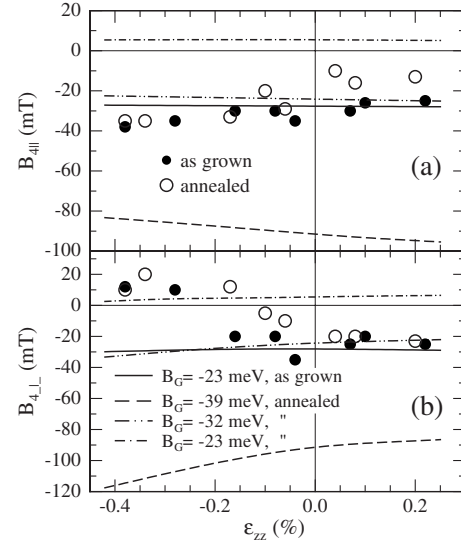 20
0
-20
-40
-60
-80
-100
B4|| (mT)
as grown
annealed
(a)
20
0
-20
-40
-60
-80
-100
-120
B4_|_ (mT)
BG= -23 meV, as grown
BG= -39 meV, annealed
BG= -32 meV, "
BG= -23 meV, "
(b)
-0.4 -0.2 0.0 0.2
εzz (%)